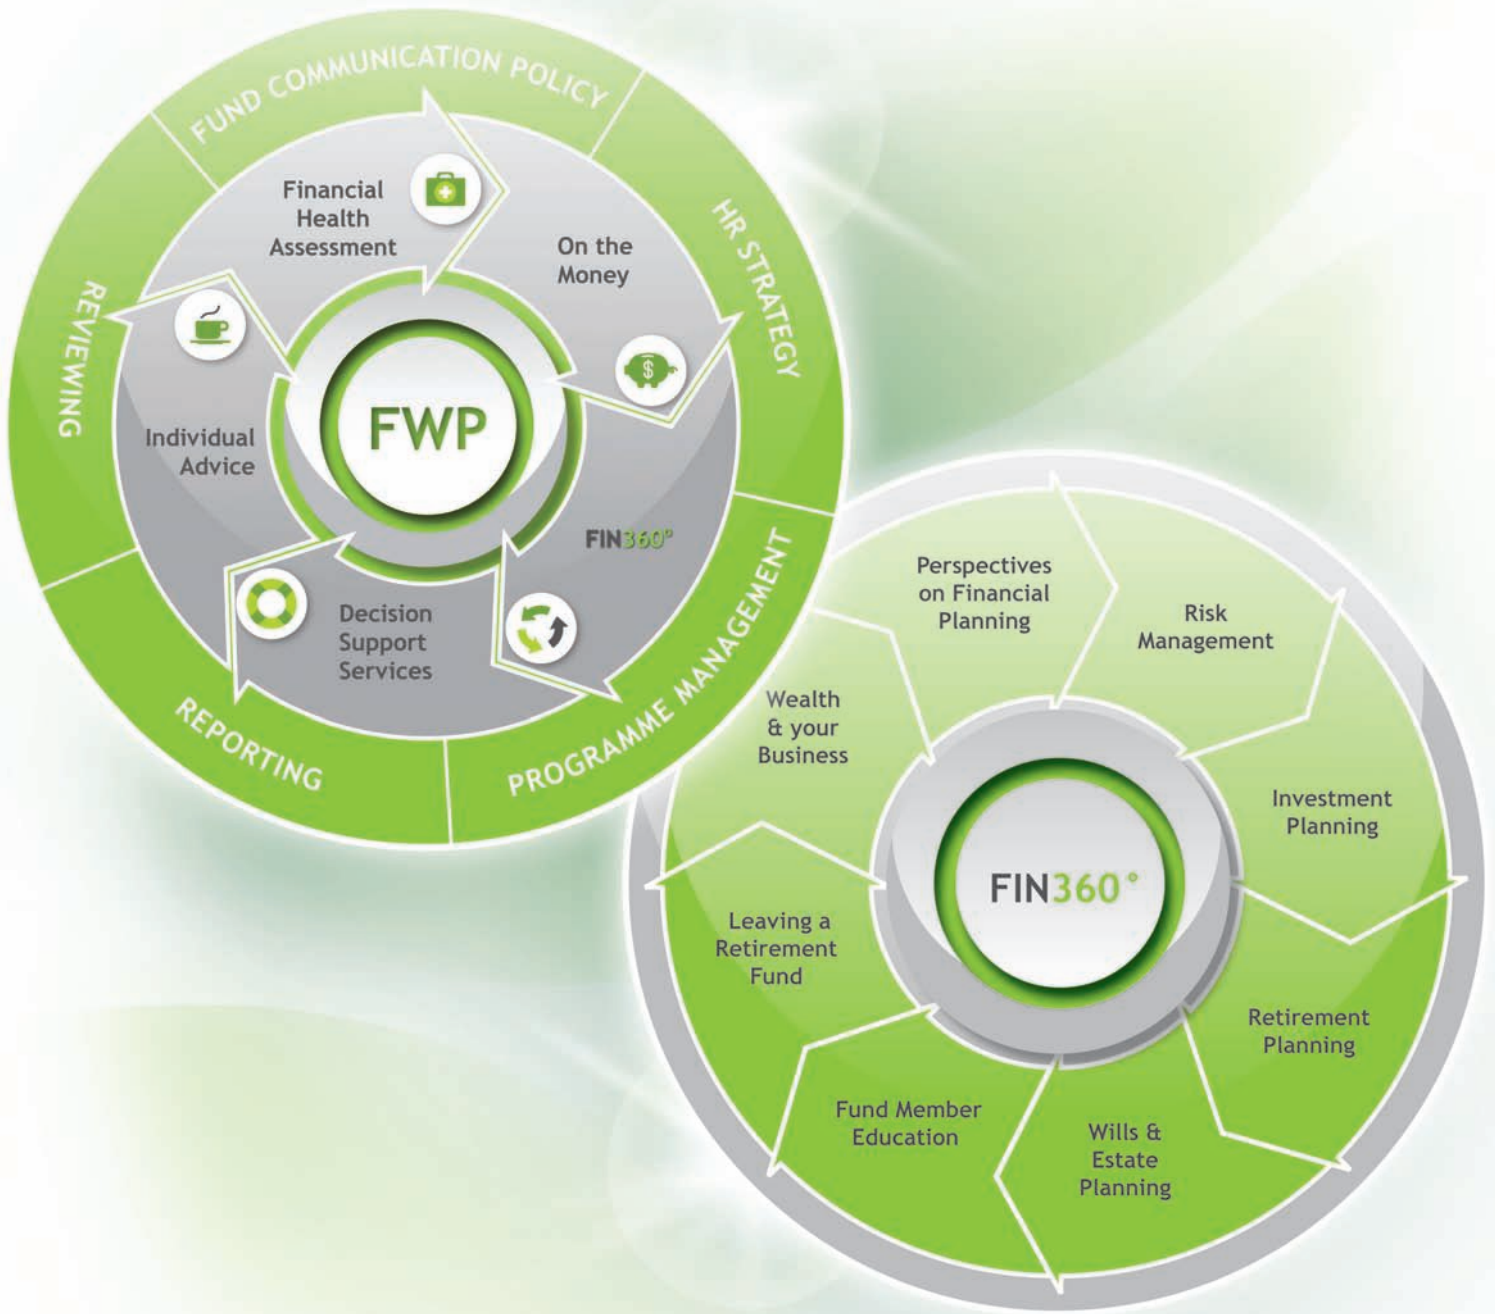 FUND COMMUNICATION POLICY
HR STRATEGY
PROGRAMME MANAGEMENT
REPORTING
REVIEWING
Financial
Health
Assessment
On the
Money
$
FIN360°
Decision
Support
Services
Individual
Advice
FWP
Perspectives
on Financial
Planning
Risk
Management
Investment
Planning
Retirement
Planning
Wills &
Estate
Planning
Fund Member
Education
Leaving a
Retirement
Fund
Wealth
& your
Business
FIN360°